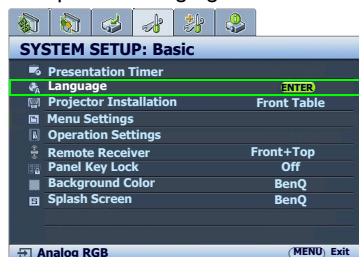 SYSTEM SETUP: Basic
Presentation Timer
Language ENTER
Projector Installation Front Table
Menu Settings
Operation Settings
Remote Receiver Front+Top
Panel Key Lock Off
Background Color BenQ
Splash Screen BenQ
Analog RGB MENU Exit